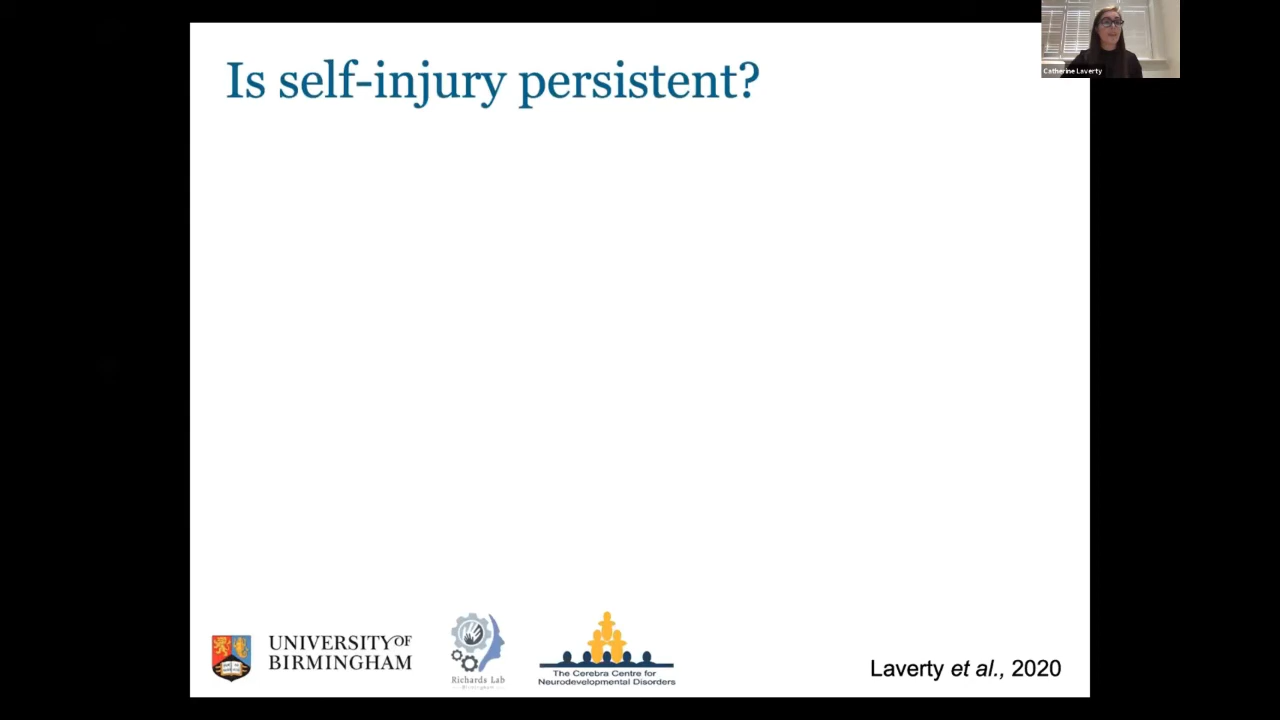 Is self-injury persistent?
Catherine Laverty
UNIVERSITY OF
BIRMINGHAM
Richards Lab
Birmingham
The Cerebra Centre for
Neurodevelopmental Disorders
Laverty et al., 2020